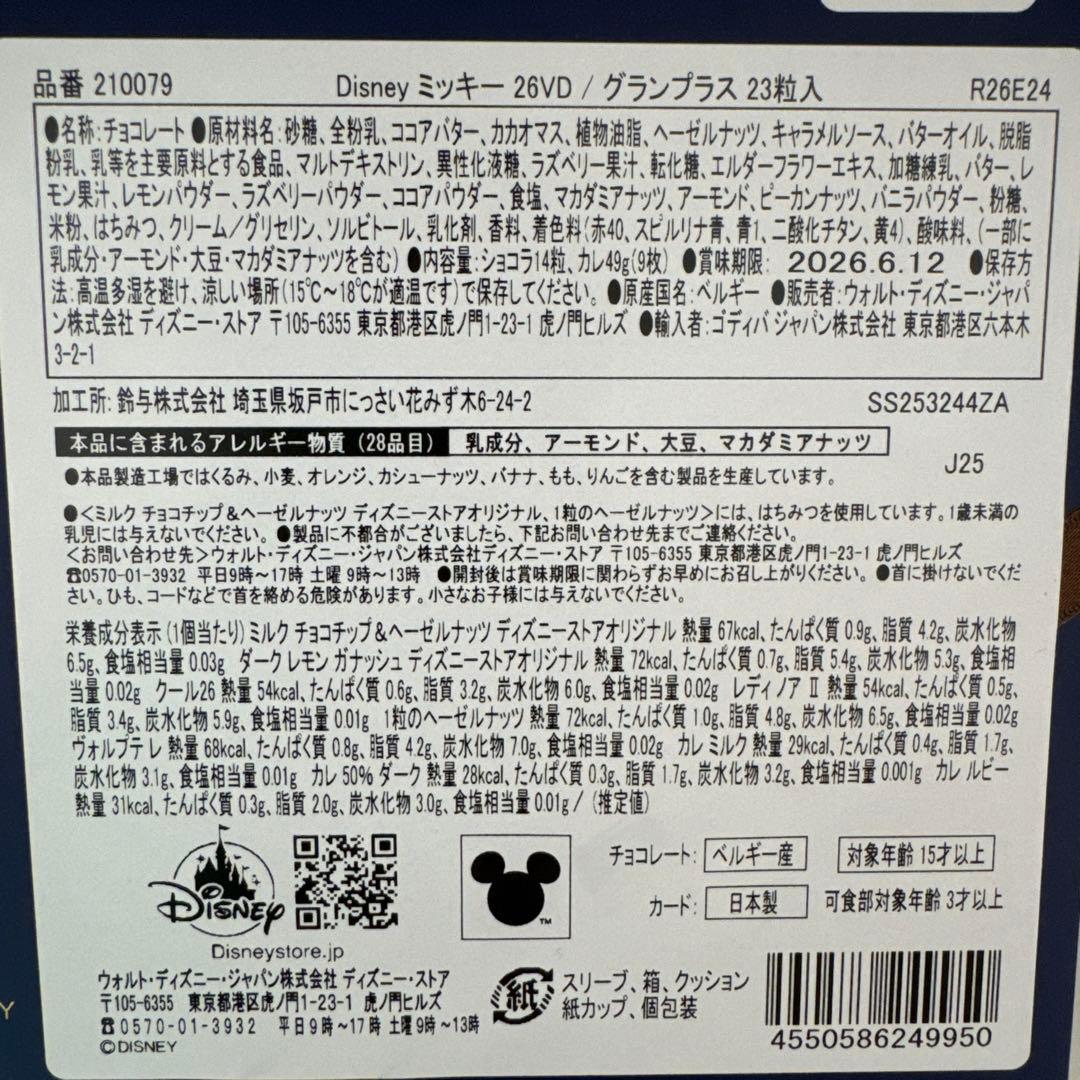 品番 210079 Disney ミッキー 26VD / グランプラス 23粒入 R26E24
●名称:チョコレート ●原材料名:砂糖、全粉乳、ココアバター、カカオマス、植物油脂、ヘーゼルナッツ、キャラメルソース、バターオイル、脱脂
粉乳、乳等を主要原料とする食品、マルトデキストリン、異性化液糖、ラズベリー果汁、転化糖、エルダーフラワーエキス、加糖練乳、バター、レ
モン果汁、レモンパウダー、ラズベリーパウダー、ココアパウダー、食塩、マカダミアナッツ、アーモンド、ピーカンナッツ、バニラパウダー、粉糖、
米粉、はちみつ、クリーム/グリセリン、ソルビトール、乳化剤、香料、着色料(赤40、スピルリナ青、青1、二酸化チタン、黄4)、酸味料、(一部に
乳成分・アーモンド・大豆・マカダミアナッツを含む) ●内容量:ショコラ14粒、カレ49g(9枚) ●賞味期限: 2026.6.12 ●保存方
法:高温多湿を避け、涼しい場所(15℃~18℃が適温です)で保存してください。 ●原産国名:ベルギー ●販売者:ウォルト・ディズニー・ジャパ
ン株式会社 ディズニー・ストア 〒105-6355 東京都港区虎ノ門1-23-1 虎ノ門ヒルズ ●輸入者:ゴディバ ジャパン株式会社 東京都港区六本木
3-2-1
加工所: 鈴与株式会社 埼玉県坂戸市にっさい花みず木6-24-2 SS253244ZA
本品に含まれるアレルギー物質(28品目) 乳成分、アーモンド、大豆、マカダミアナッツ
J25
●本品製造工場ではくるみ、小麦、オレンジ、カシューナッツ、バナナ、もも、りんごを含む製品を生産しています。
●<ミルク チョコチップ&ヘーゼルナッツ ディズニーストアオリジナル、1粒のヘーゼルナッツ>には、はちみつを使用しています。1歳未満の
乳児には与えないでください。 ●製品に不都合がございましたら、下記お問い合わせ先までご連絡ください。
<お問い合わせ先>ウォルト・ディズニー・ジャパン株式会社ディズニー・ストア 〒105-6355 東京都港区虎ノ門1-23-1 虎ノ門ヒルズ
☎0570-01-3932 平日9時~17時 土曜 9時~13時 ●開封後は賞味期限に関わらずお早めにお召し上がりください。 ●首に掛けないでくだ
さい。ひも、コードなどで首を絡める危険があります。小さなお子様には与えないでください。
栄養成分表示(1個当たり)ミルク チョコチップ&ヘーゼルナッツ ディズニーストアオリジナル 熱量 67kcal、たんぱく質 0.9g、脂質 4.2g、炭水化物
6.5g、食塩相当量 0.03g ダーク レモン ガナッシュ ディズニーストアオリジナル 熱量 72kcal、たんぱく質 0.7g、脂質 5.4g、炭水化物 5.3g、食塩相
当量 0.02g クール26 熱量 54kcal、たんぱく質 0.6g、脂質 3.2g、炭水化物 6.0g、食塩相当量 0.02g レディ ノア Ⅱ 熱量 54kcal、たんぱく質 0.5g、
脂質 3.4g、炭水化物 5.9g、食塩相当量 0.01g 1粒のヘーゼルナッツ 熱量 72kcal、たんぱく質 1.0g、脂質 4.8g、炭水化物 6.5g、食塩相当量 0.02g
ヴォルプテ レ 熱量 68kcal、たんぱく質 0.8g、脂質 4.2g、炭水化物 7.0g、食塩相当量 0.02g カレ ミルク 熱量 29kcal、たんぱく質 0.4g、脂質 1.7g、
炭水化物 3.1g、食塩相当量 0.01g カレ 50% ダーク 熱量 28kcal、たんぱく質 0.3g、脂質 1.7g、炭水化物 3.2g、食塩相当量 0.001g カレ ルビー
熱量 31kcal、たんぱく質 0.3g、脂質 2.0g、炭水化物 3.0g、食塩相当量 0.01g/(推定値)
DISNEY
Disneystore.jp
TM
チョコレート: ベルギー産 対象年齢 15才以上
カード: 日本製 可食部対象年齢 3才以上
ウォルト・ディズニー・ジャパン株式会社 ディズニー・ストア
〒105-6355 東京都港区虎ノ門1-23-1 虎ノ門ヒルズ
☎0570-01-3932 平日9時~17時 土曜 9時~13時
©DISNEY
紙 スリーブ、箱、クッション
紙カップ、個包装
4550586249950
Y